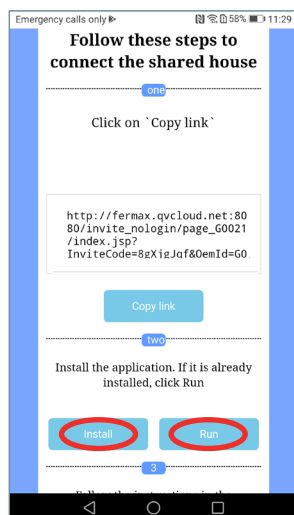 Emergency calls only 58% 11:29
Follow these steps to
connect the shared house
one
Click on `Copy link`
http://fermax.qvcloud.net:80
80/invite_nologin/page_G0021
/index.jsp?
InviteCode=8gXjgJqf&OemId=G0
Copy link
two
Install the application. If it is already
installed, click Run
Install Run
3